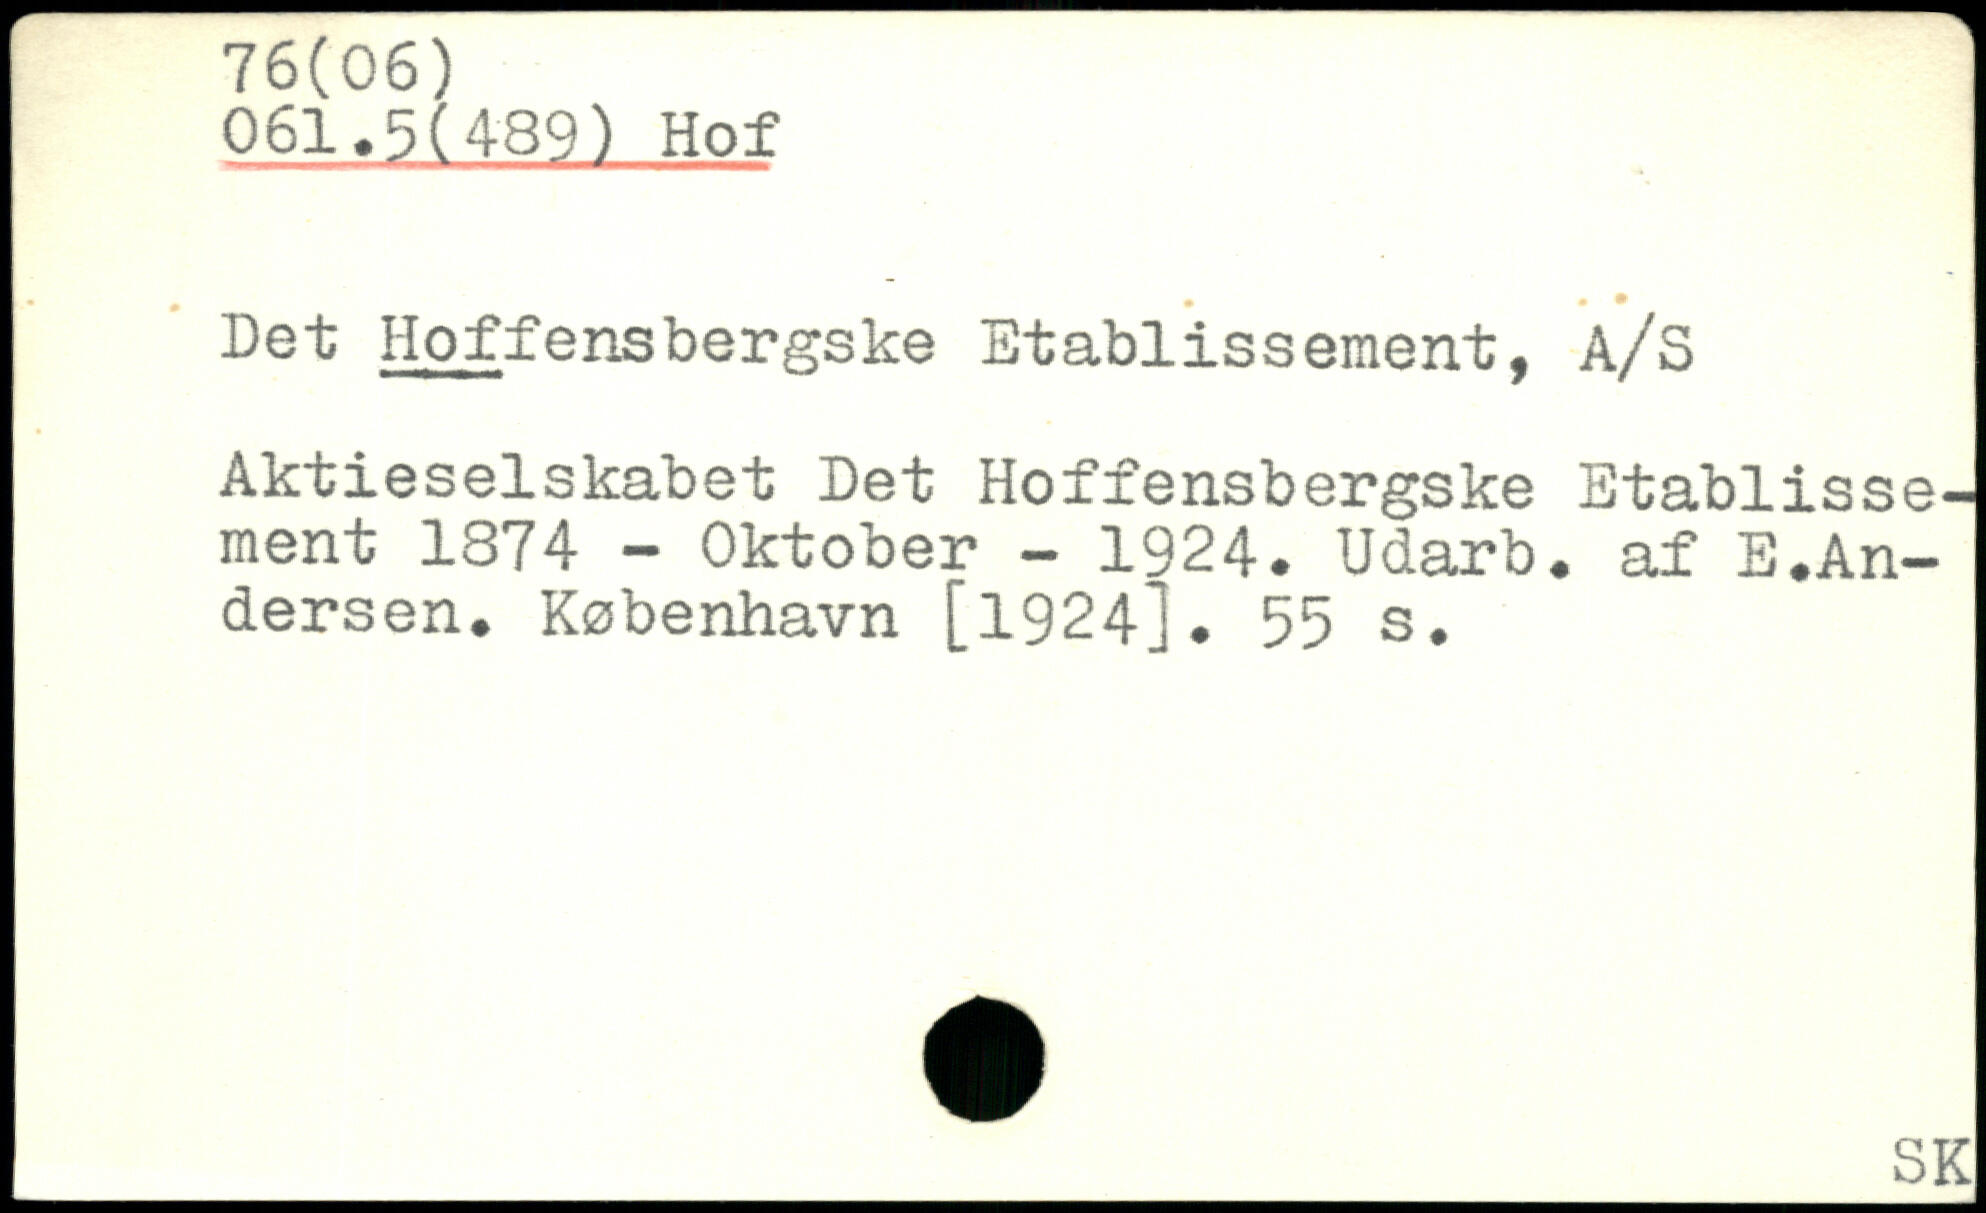 76(06)
061.5(489) Hof
Det Hoffensbergske Etablissement, A/S
Aktieselskabet Det Hoffensbergske Etablisse-
ment 1874 - Oktober - 1924. Udarb. af E.An-
dersen. København [1924]. 55 s.
SK